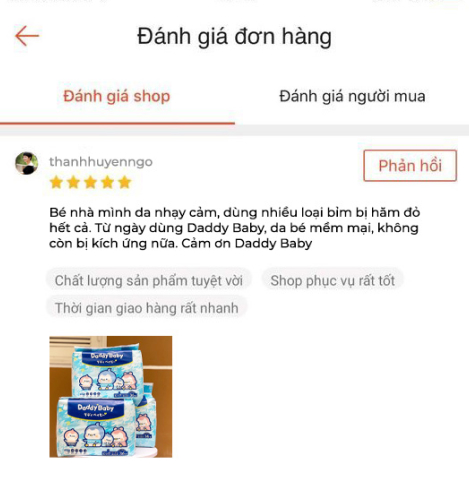 Đánh giá đơn hàng
Đánh giá shop
Đánh giá người mua
thanhhuyenngo
Phản hồi
Bé nhà mình da nhạy cảm, dùng nhiều loại bỉm bị hăm đỏ
hết cả. Từ ngày dùng Daddy Baby, da bé mềm mại, không
còn bị kích ứng nữa. Cảm ơn Daddy Baby
Chất lượng sản phẩm tuyệt vời
Shop phục vụ rất tốt
Thời gian giao hàng rất nhanh
Daddy Baby
Daddy Baby